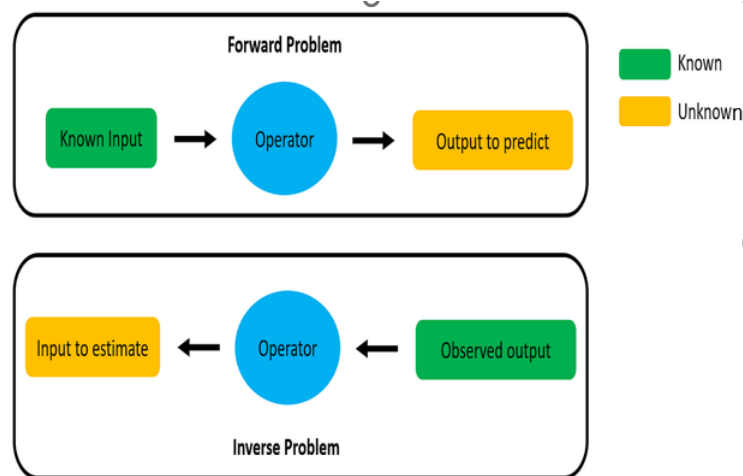 Forward Problem
Known Input
Operator
Output to predict
Known
Unknown
Input to estimate
Operator
Observed output
Inverse Problem